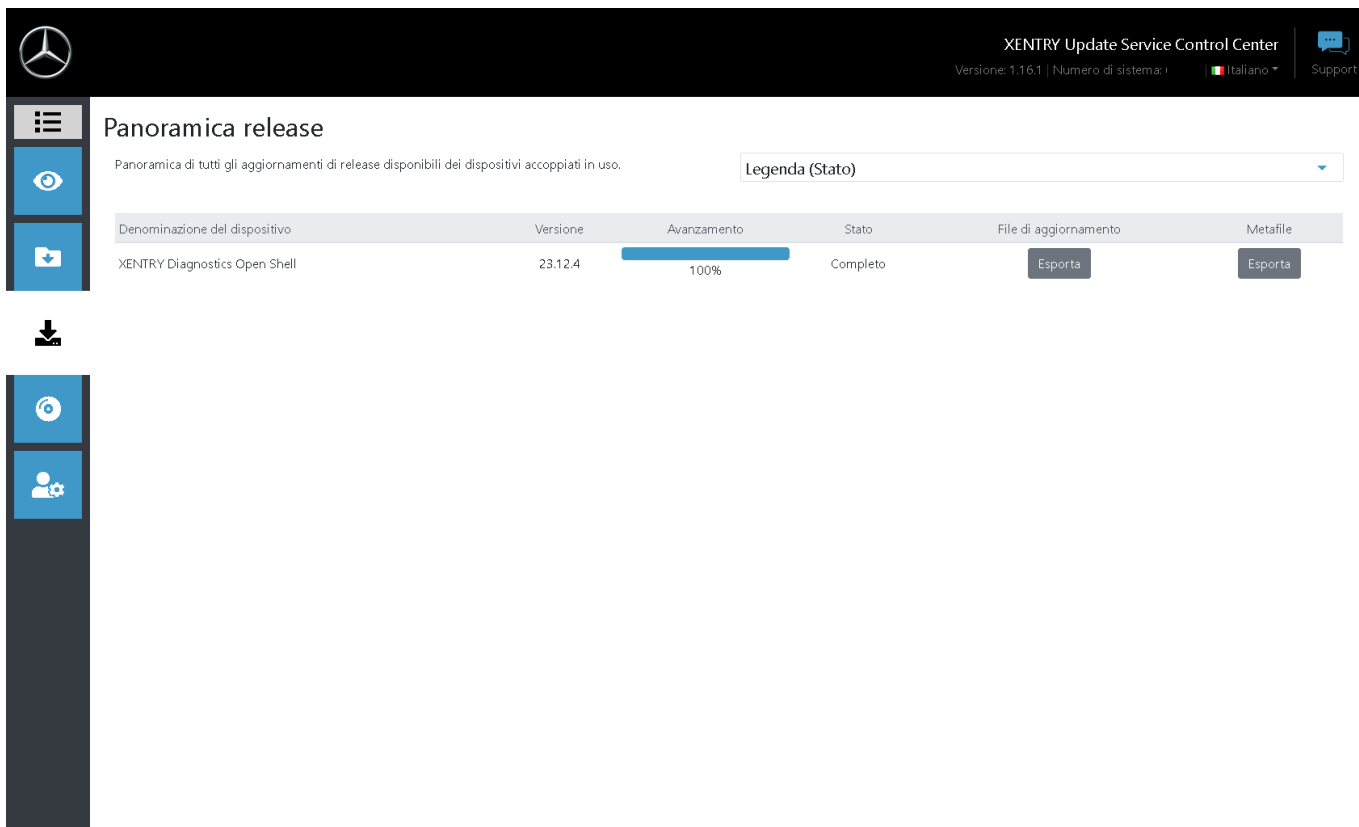 XENTRY Update Service Control Center
Versione: 1.16.1 | Numero di sistema: | Italiano
Support
Panoramica release
Panoramica di tutti gli aggiornamenti di release disponibili dei dispositivi accoppiati in uso.
Legenda (Stato)
Denominazione del dispositivo Versione Avanzamento Stato File di aggiornamento Metafile
XENTRY Diagnostics Open Shell 23.12.4 100% Completo Esporta Esporta